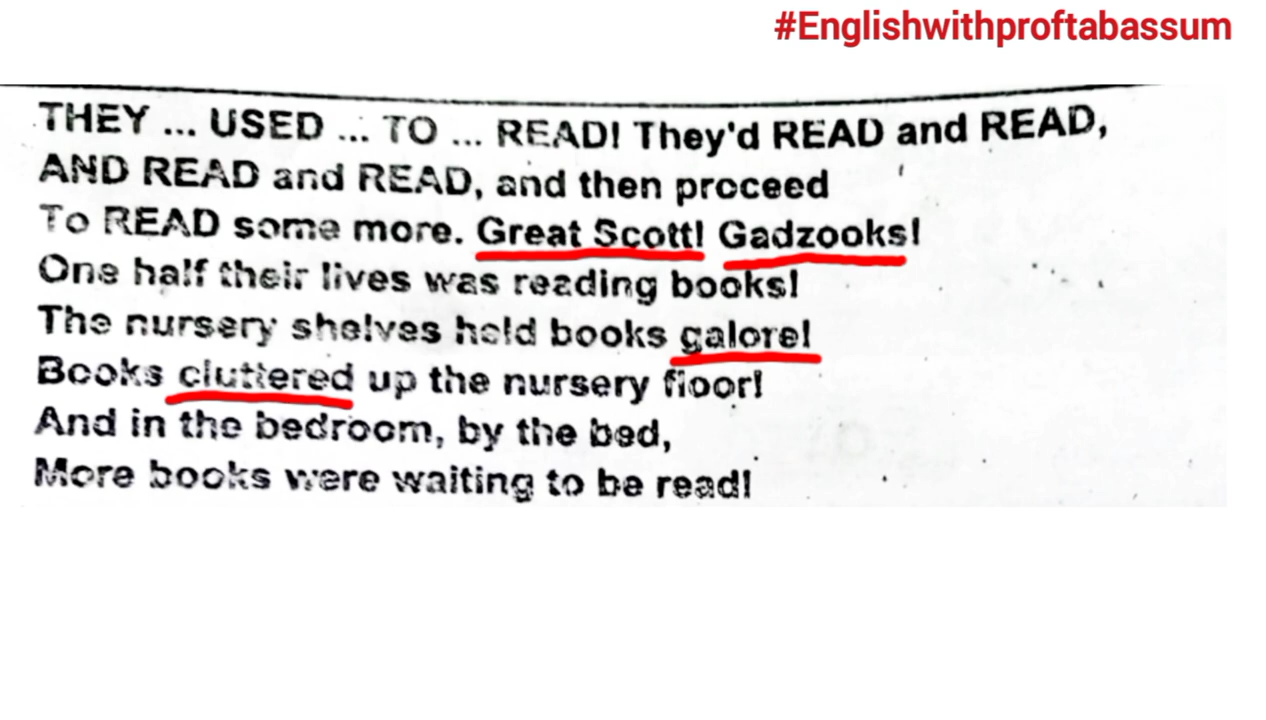 #Englishwithproftabassum
THEY ... USED ... TO ... READ! They'd READ and READ,
AND READ and READ, and then proceed
To READ some more. Great Scott! Gadzooks!
One half their lives was reading books!
The nursery shelves held books galore!
Books cluttered up the nursery floor!
And in the bedroom, by the bed,
More books were waiting to be read!